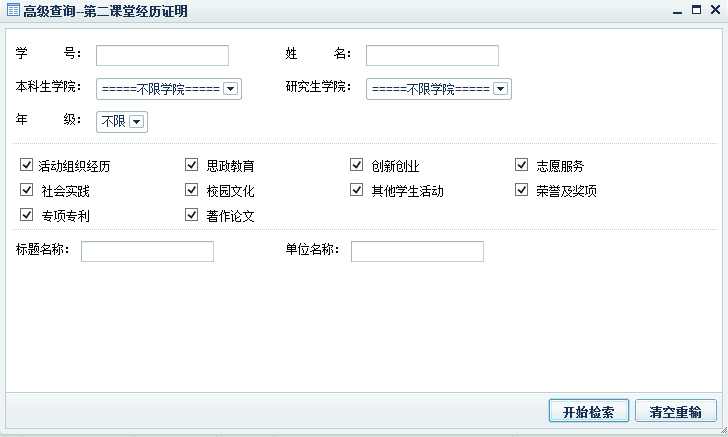 高级查询--第二课堂经历证明
学 号： 姓 名：
本科生学院： =====不限学院===== 研究生学院： =====不限学院=====
年 级： 不限
活动组织经历 思政教育 创新创业 志愿服务
社会实践 校园文化 其他学生活动 荣誉及奖项
专项专利 著作论文
标题名称： 单位名称：
开始检索 清空重输